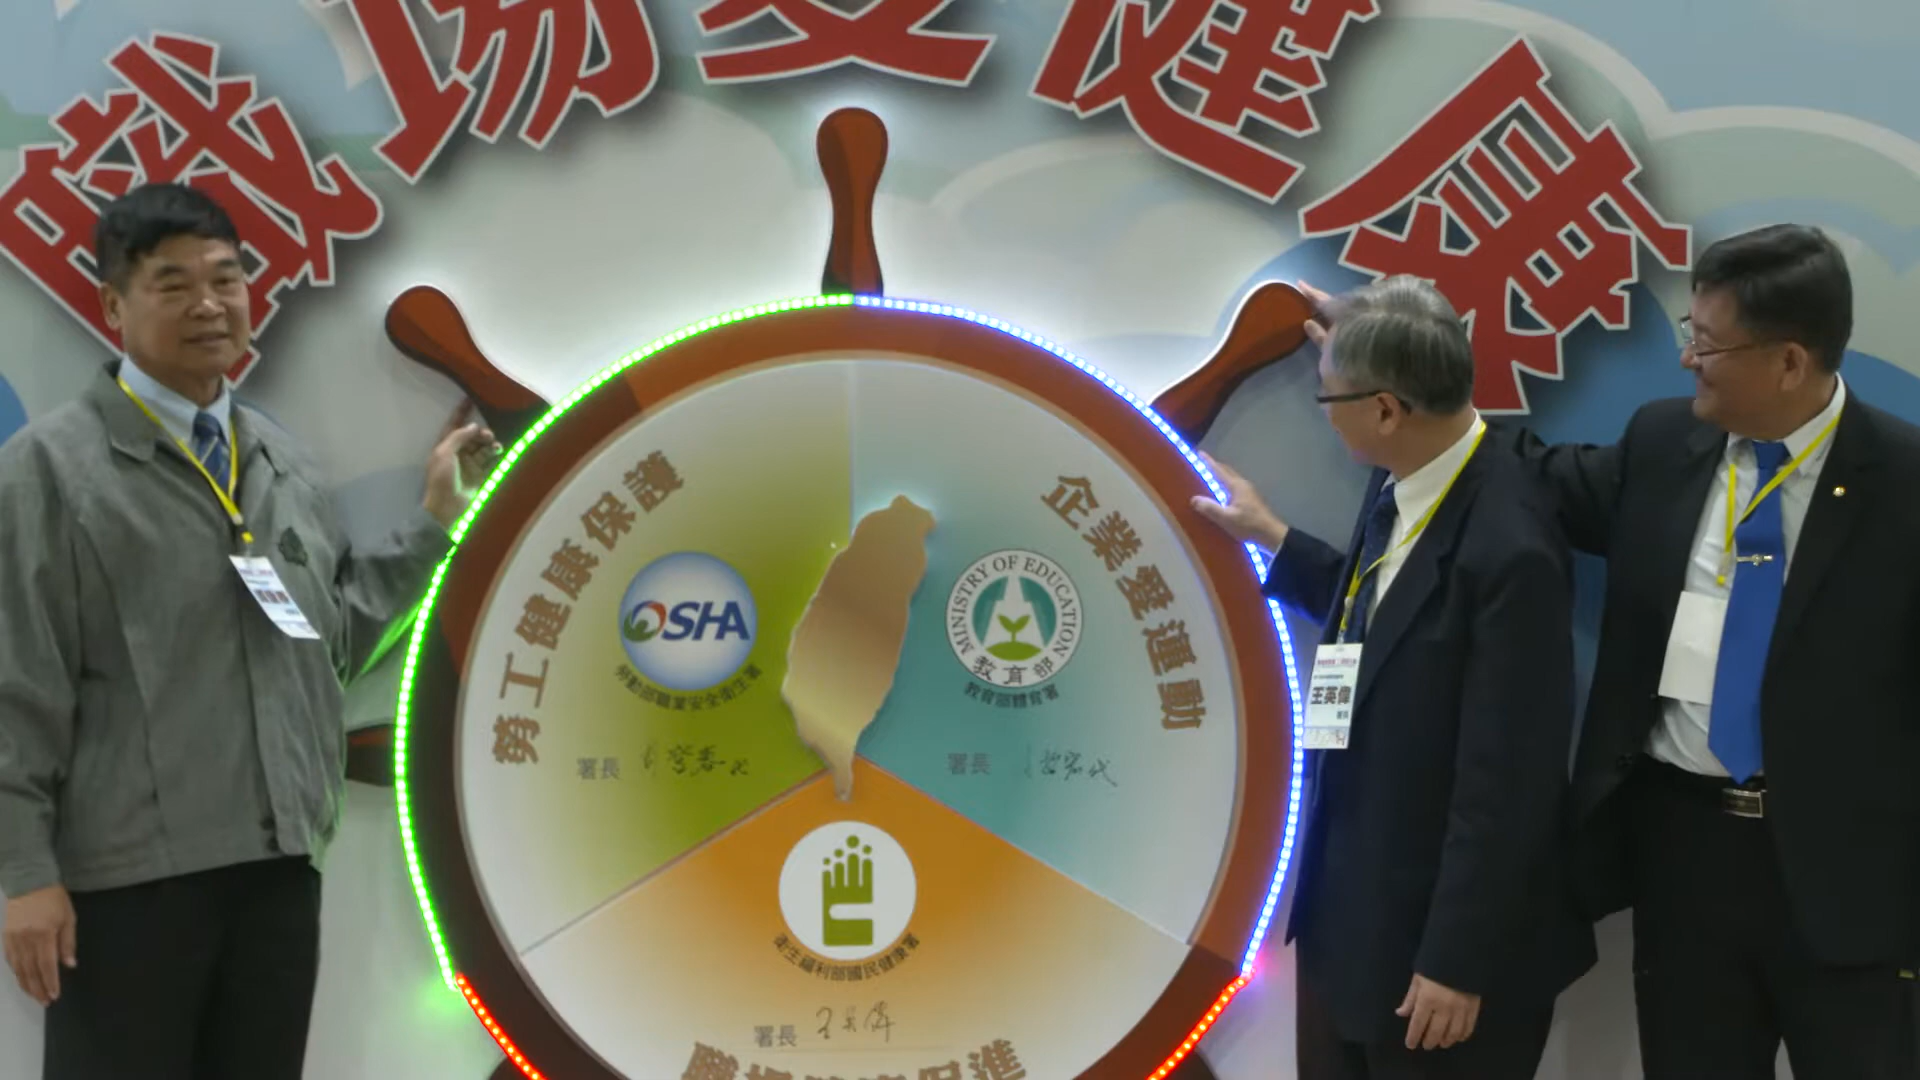 職場愛健康
勞工健康保護
企業愛運動
OSHA
勞動部職業安全衛生署
MINISTRY OF EDUCATION
教育部
教育部體育署
署長
署長
王英偉
衛生福利部國民健康署
署長 王英偉